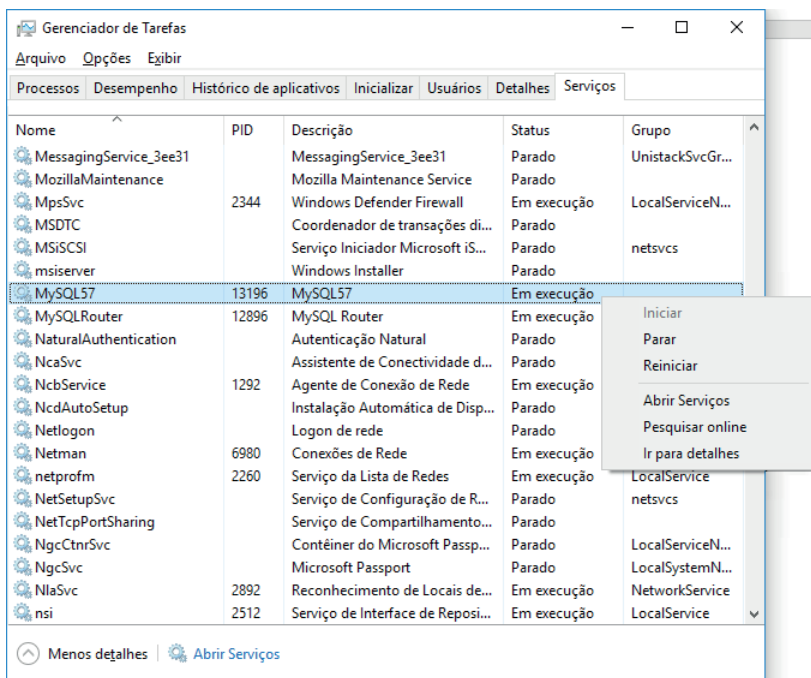 Gerenciador de Tarefas
Arquivo Opções Exibir
Processos Desempenho Histórico de aplicativos Inicializar Usuários Detalhes Serviços
Nome PID Descrição Status Grupo
MessagingService_3ee31 MessagingService_3ee31 Parado UnistackSvcGr...
MozillaMaintenance Mozilla Maintenance Service Parado
MpsSvc 2344 Windows Defender Firewall Em execução LocalServiceN...
MSDTC Coordenador de transações di... Parado
MSiSCSI Serviço Iniciador Microsoft iS... Parado netsvcs
msiserver Windows Installer Parado
MySQL57 13196 MySQL57 Em execução
MySQLRouter 12896 MySQL Router Em execução
NaturalAuthentication Autenticação Natural Parado
NcaSvc Assistente de Conectividade d... Parado
NcbService 1292 Agente de Conexão de Rede Em execução
NcdAutoSetup Instalação Automática de Disp... Parado
Netlogon Logon de rede Parado
Netman 6980 Conexões de Rede Em execução
netprofm 2260 Serviço da Lista de Redes Em execução LocalService
NetSetupSvc Serviço de Configuração de R... Parado netsvcs
NetTcpPortSharing Serviço de Compartilhamento... Parado
NgcCtnrSvc Contêiner do Microsoft Passp... Parado LocalServiceN...
NgcSvc Microsoft Passport Parado LocalSystemN...
NlaSvc 2892 Reconhecimento de Locais de... Em execução NetworkService
nsi 2512 Serviço de Interface de Reposi... Em execução LocalService
Iniciar
Parar
Reiniciar
Abrir Serviços
Pesquisar online
Ir para detalhes
Menos detalhes Abrir Serviços